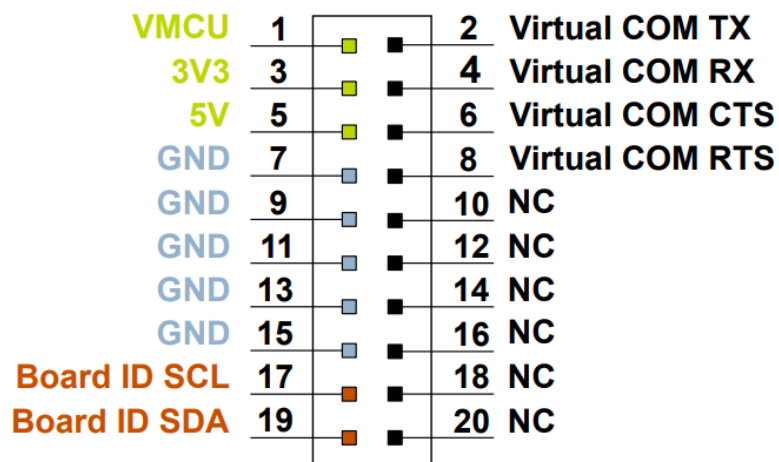 VMCU 1 2 Virtual COM TX
3V3 3 4 Virtual COM RX
5V 5 6 Virtual COM CTS
GND 7 8 Virtual COM RTS
GND 9 10 NC
GND 11 12 NC
GND 13 14 NC
GND 15 16 NC
Board ID SCL 17 18 NC
Board ID SDA 19 20 NC